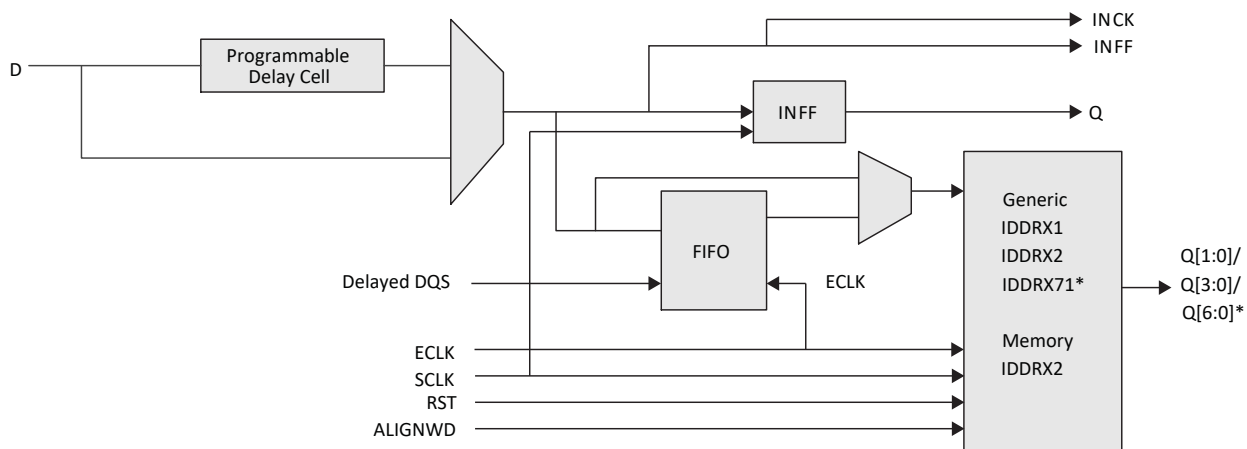 INCK
INFF
D
Programmable
Delay Cell
INFF
Q
Generic
IDDRX1
IDDRX2
IDDRX71*
Memory
IDDRX2
FIFO
Delayed DQS
ECLK
Q[1:0]/
Q[3:0]/
Q[6:0]*
ECLK
SCLK
RST
ALIGNWD